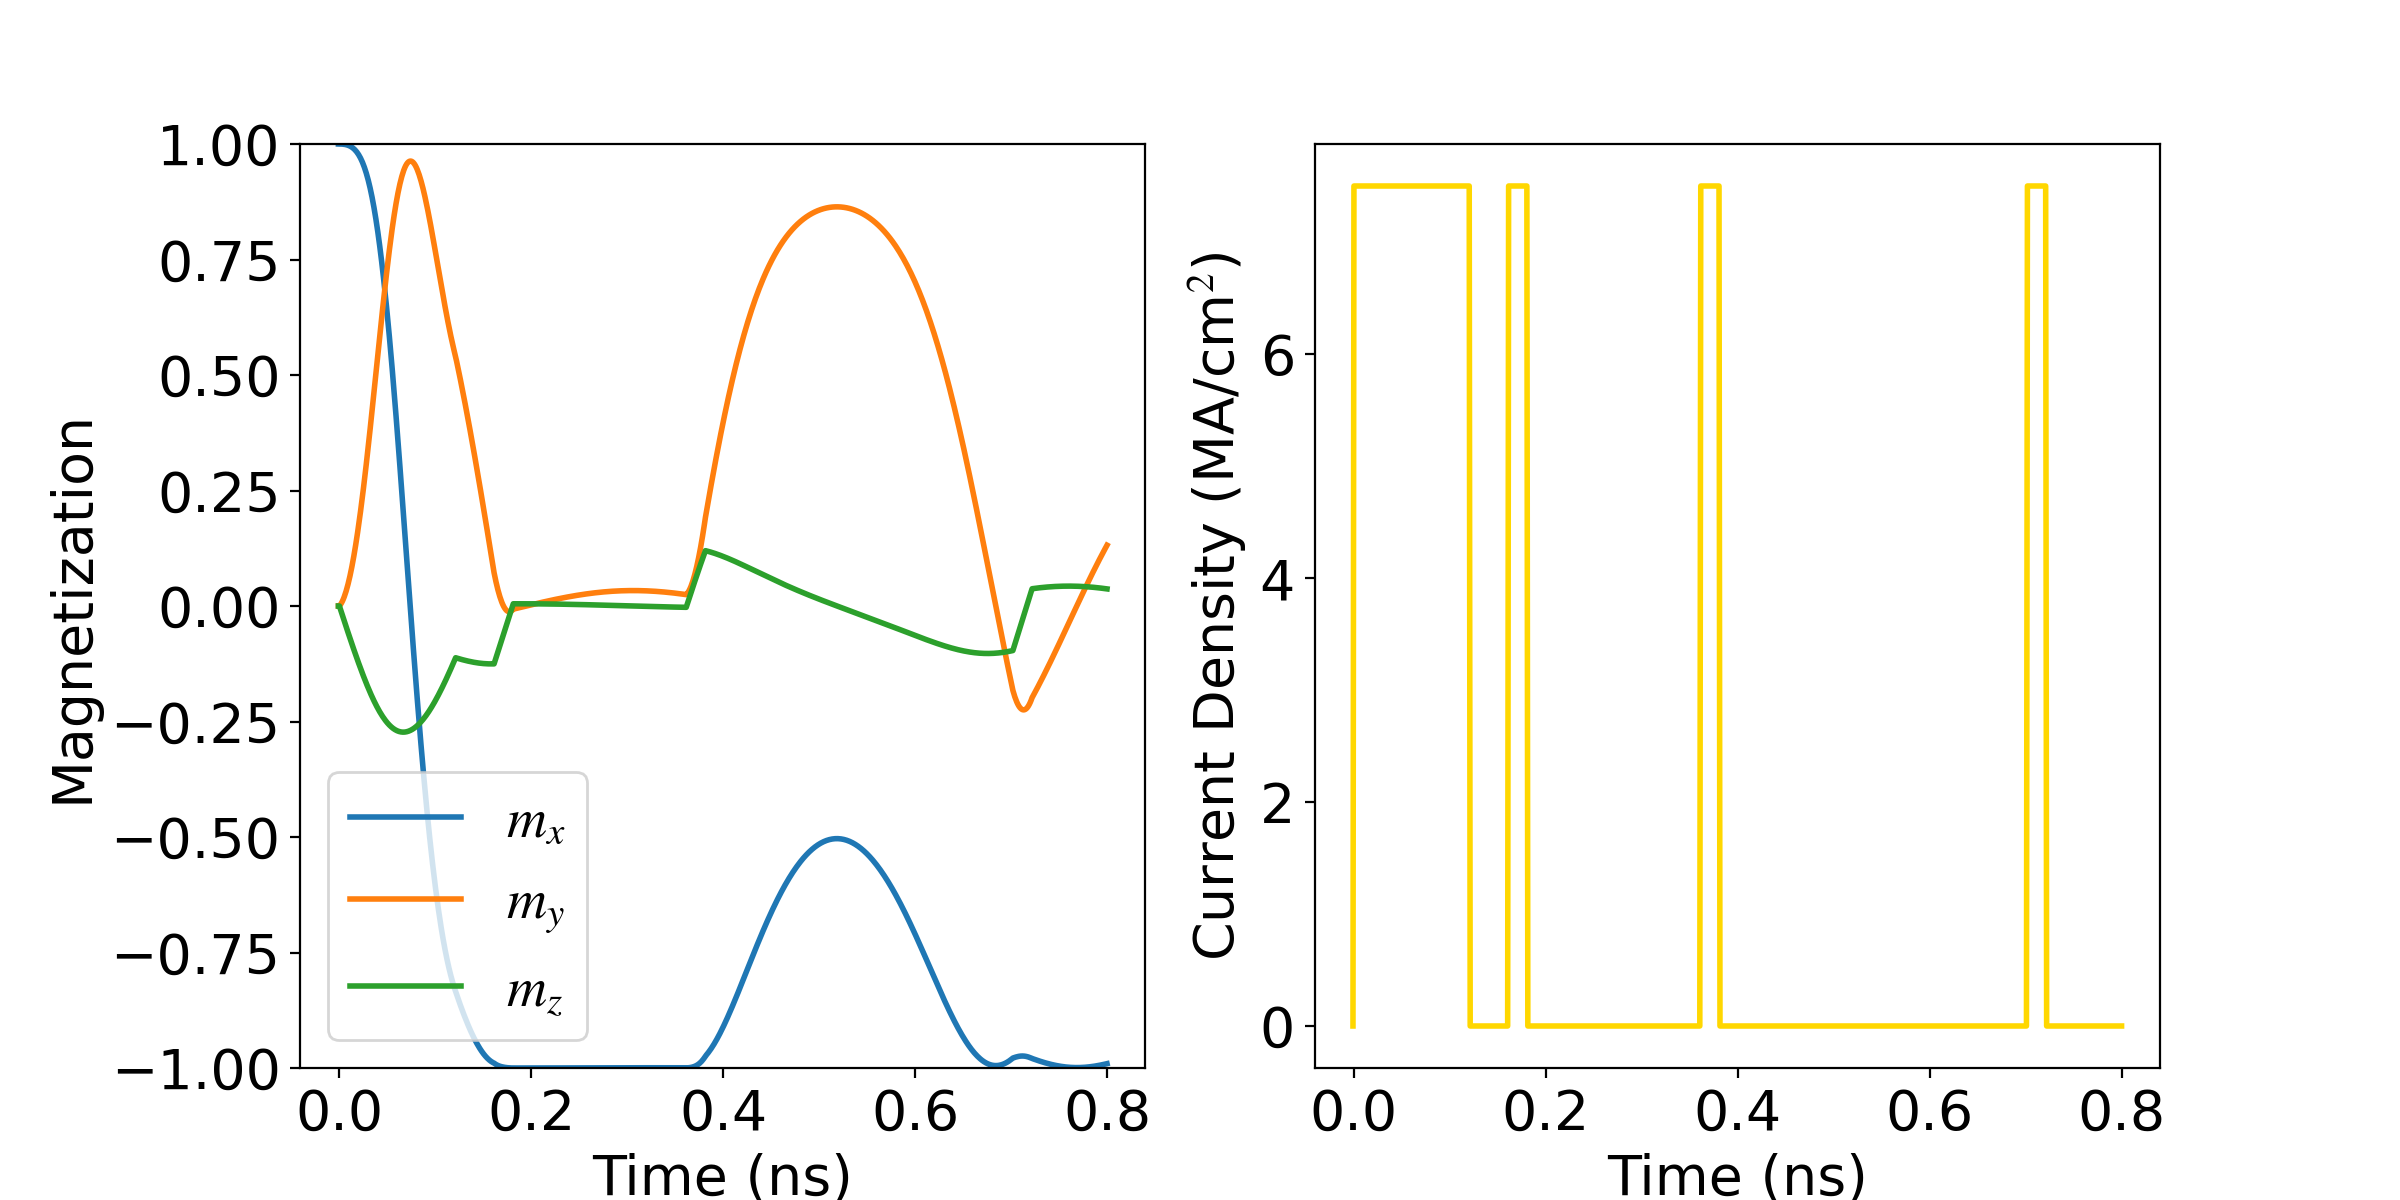 Magnetization
1.00
0.75
0.50
0.25
0.00
−0.25
−0.50
−0.75
−1.00
m_x
m_y
m_z
0.0 0.2 0.4 0.6 0.8
Time (ns)
Current Density (MA/cm²)
6
4
2
0
0.0 0.2 0.4 0.6 0.8
Time (ns)